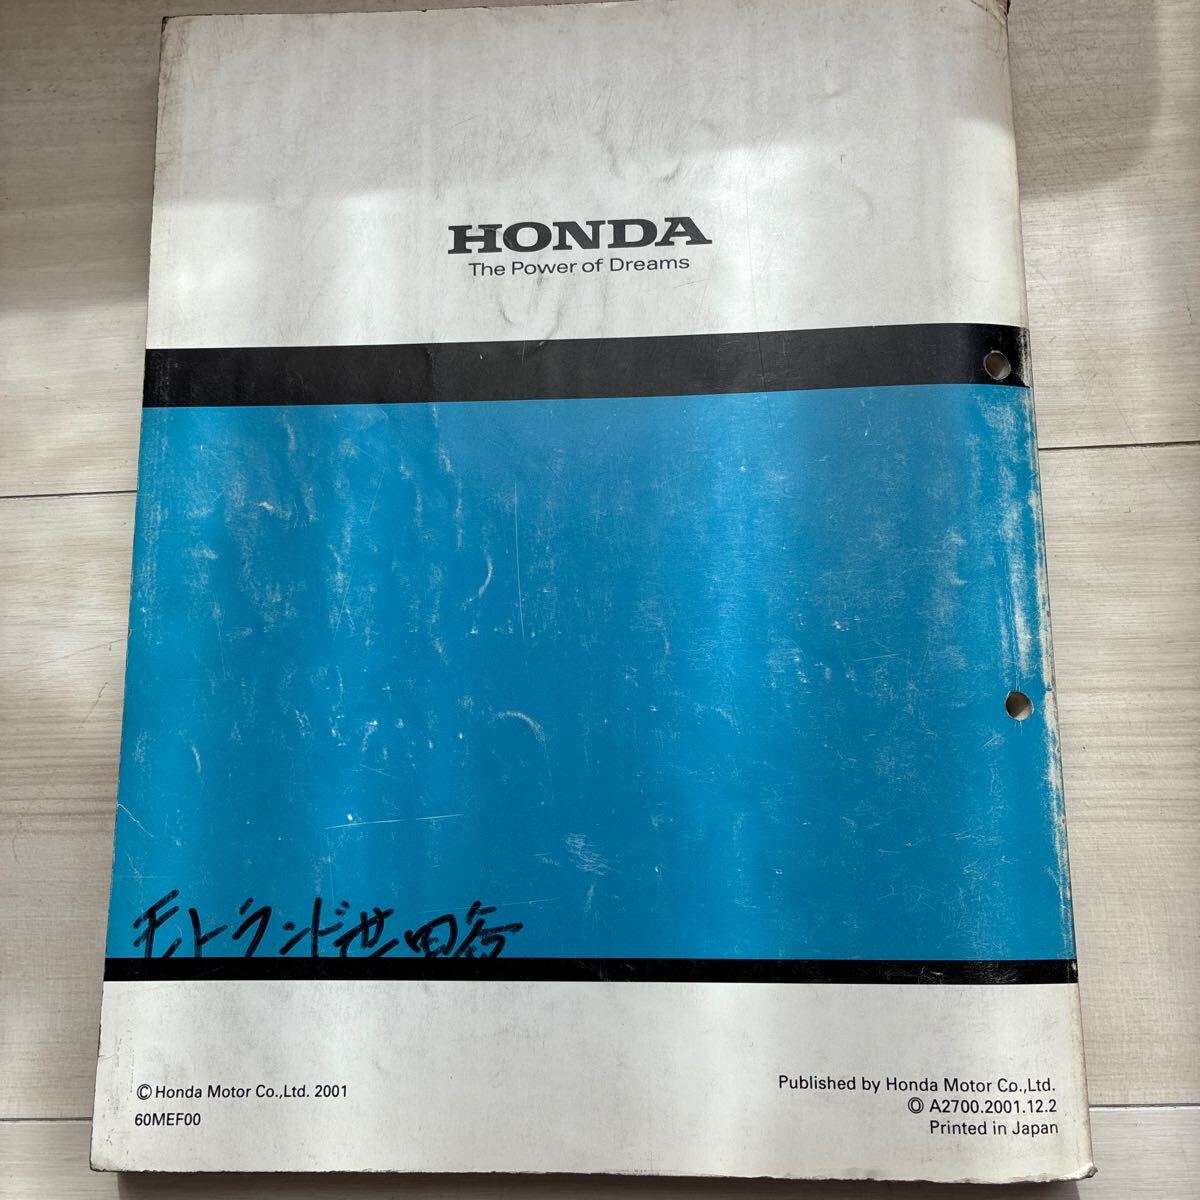 HONDA
The Power of Dreams
モトランド世田谷
© Honda Motor Co.,Ltd. 2001
60MEF00
Published by Honda Motor Co.,Ltd.
Ⓞ A2700.2001.12.2
Printed in Japan